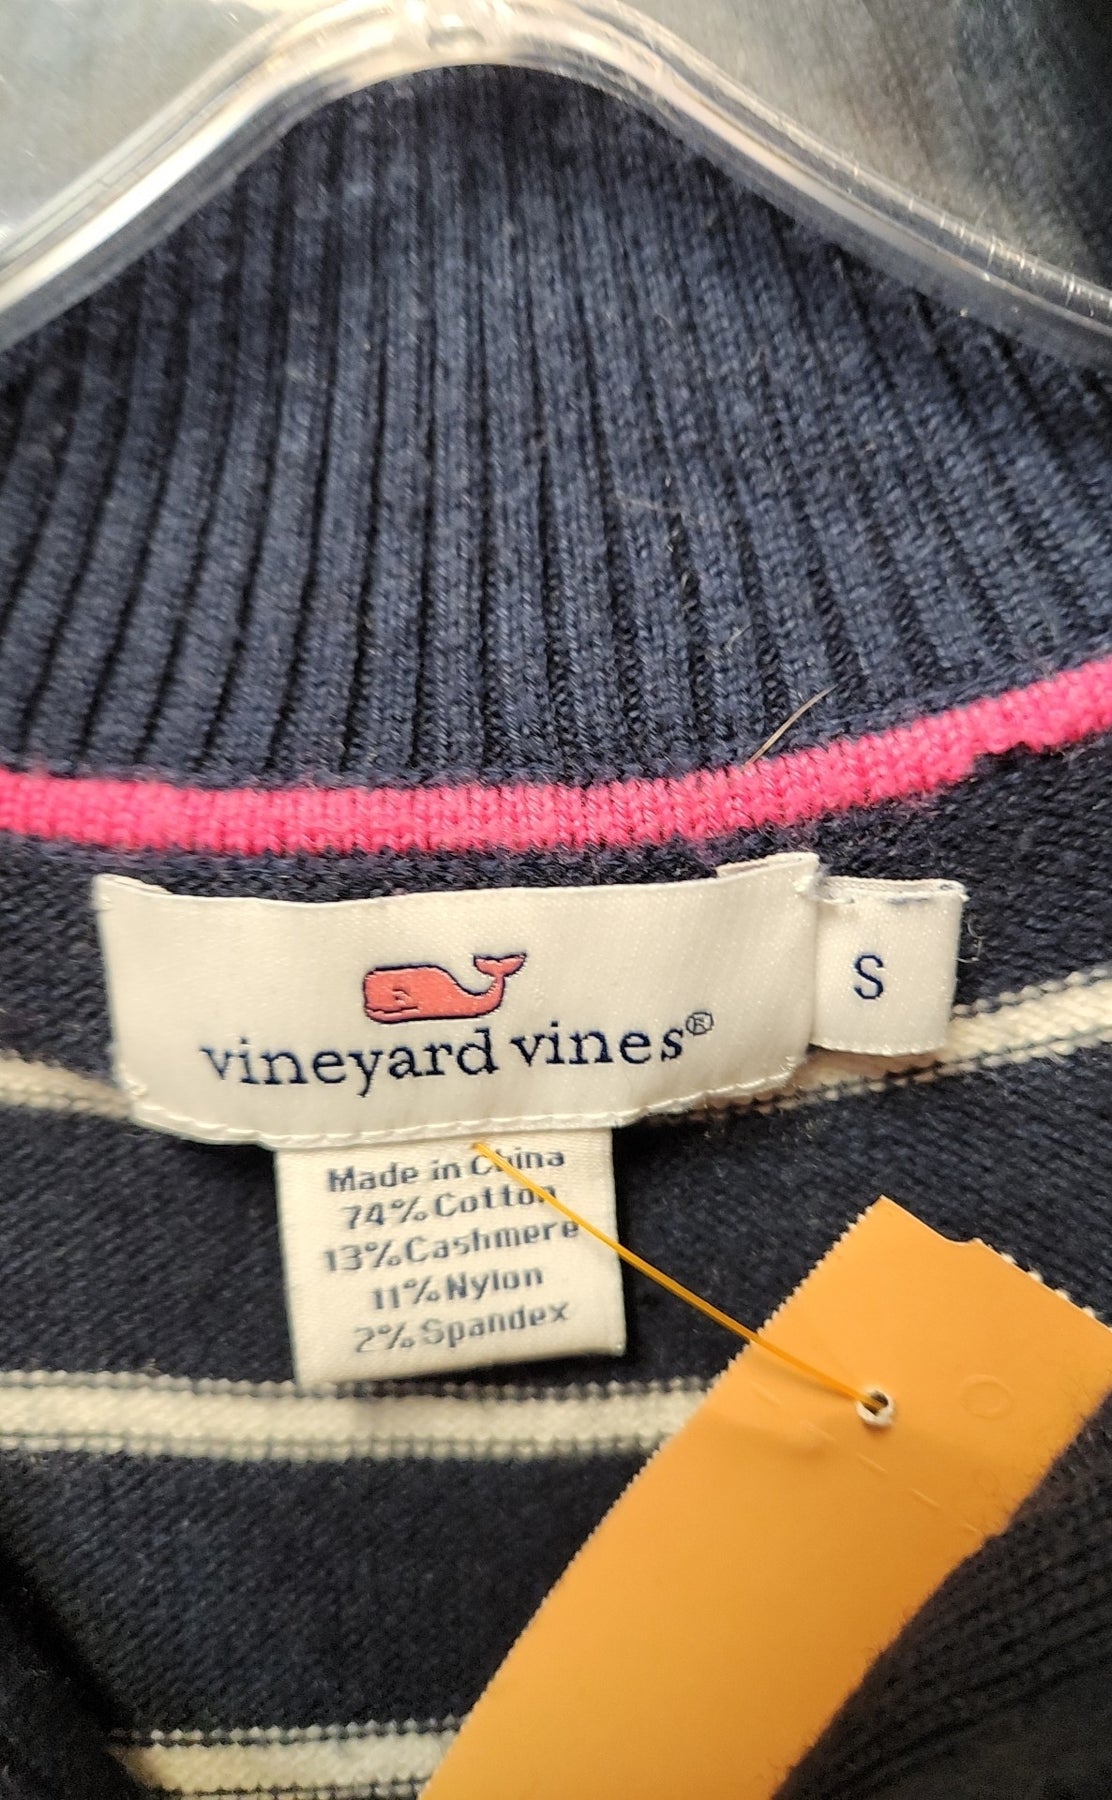 vineyard vines®
S
Made in China
74% Cotton
13% Cashmere
11% Nylon
2% Spandex